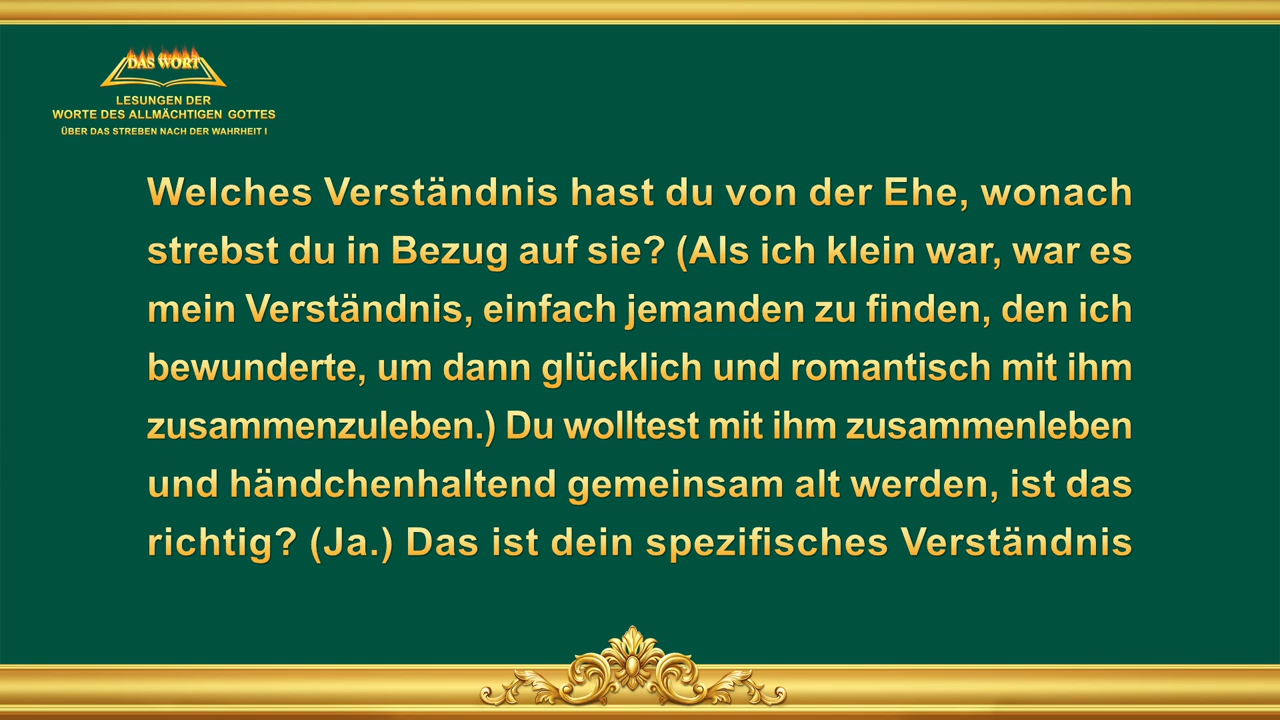 DAS WORT
LESUNGEN DER
WORTE DES ALLMÄCHTIGEN GOTTES
ÜBER DAS STREBEN NACH DER WAHRHEIT I
Welches Verständnis hast du von der Ehe, wonach
strebst du in Bezug auf sie? (Als ich klein war, war es
mein Verständnis, einfach jemanden zu finden, den ich
bewunderte, um dann glücklich und romantisch mit ihm
zusammenzuleben.) Du wolltest mit ihm zusammenleben
und händchenhaltend gemeinsam alt werden, ist das
richtig? (Ja.) Das ist dein spezifisches Verständnis